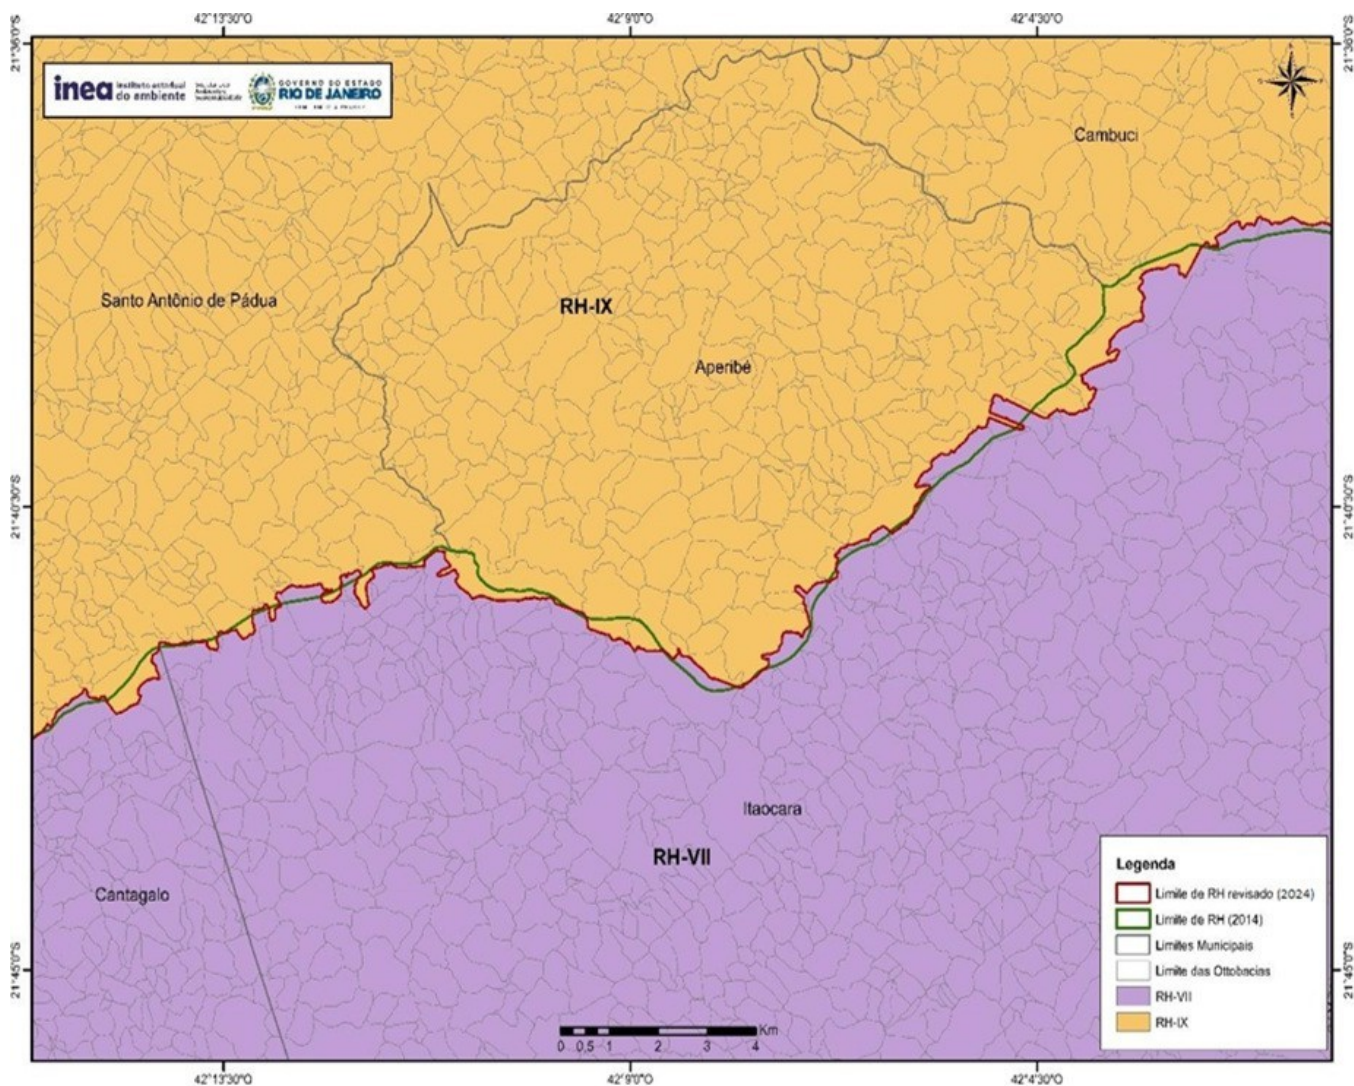 42°13'30"O
42°9'0"O
42°4'30"O
21°36'0"S
21°36'0"S
inea instituto estadual
do ambiente
GOVERNO DO ESTADO
RIO DE JANEIRO
Cambuci
Santo Antônio de Pádua
RH-IX
Aperibé
21°40'30"S
21°40'30"S
Itaocara
RH-VII
Cantagalo
Legenda
Limite de RH revisado (2024)
Limite de RH (2014)
Limites Municipais
Limite das Ottobacias
RH-VII
RH-IX
21°45'0"S
21°45'0"S
Km
0 0,5 1 2 3 4
42°13'30"O
42°9'0"O
42°4'30"O